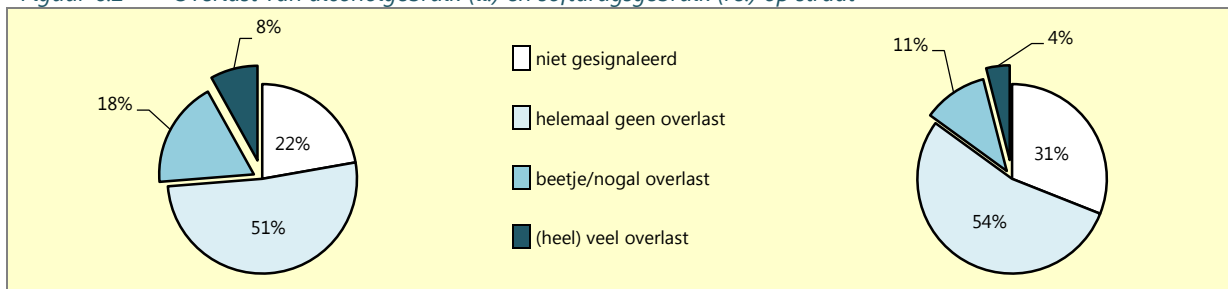 8%
niet gesignaleerd
4%
11%
18%
22%
helemaal geen overlast
31%
beetje/nogal overlast
51%
54%
(heel) veel overlast